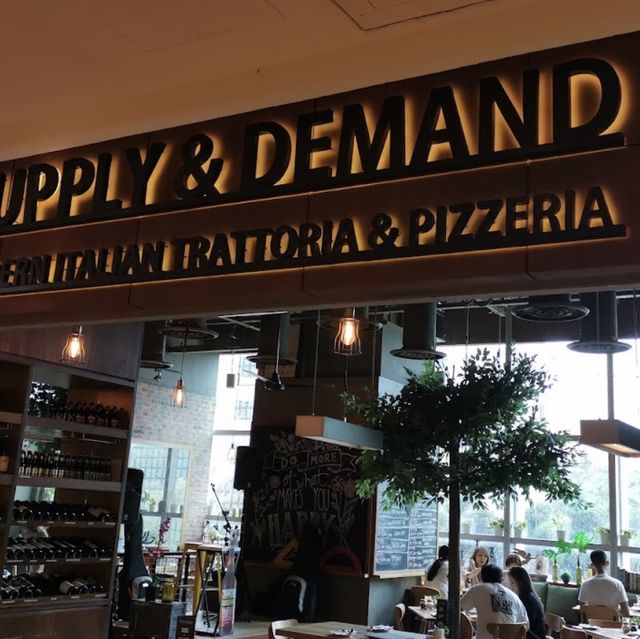 UPPLY & DEMAND
ERN ITALIAN TRATTORIA & PIZZERIA
DO MORE
of what
MAKES YOU
HAPPY